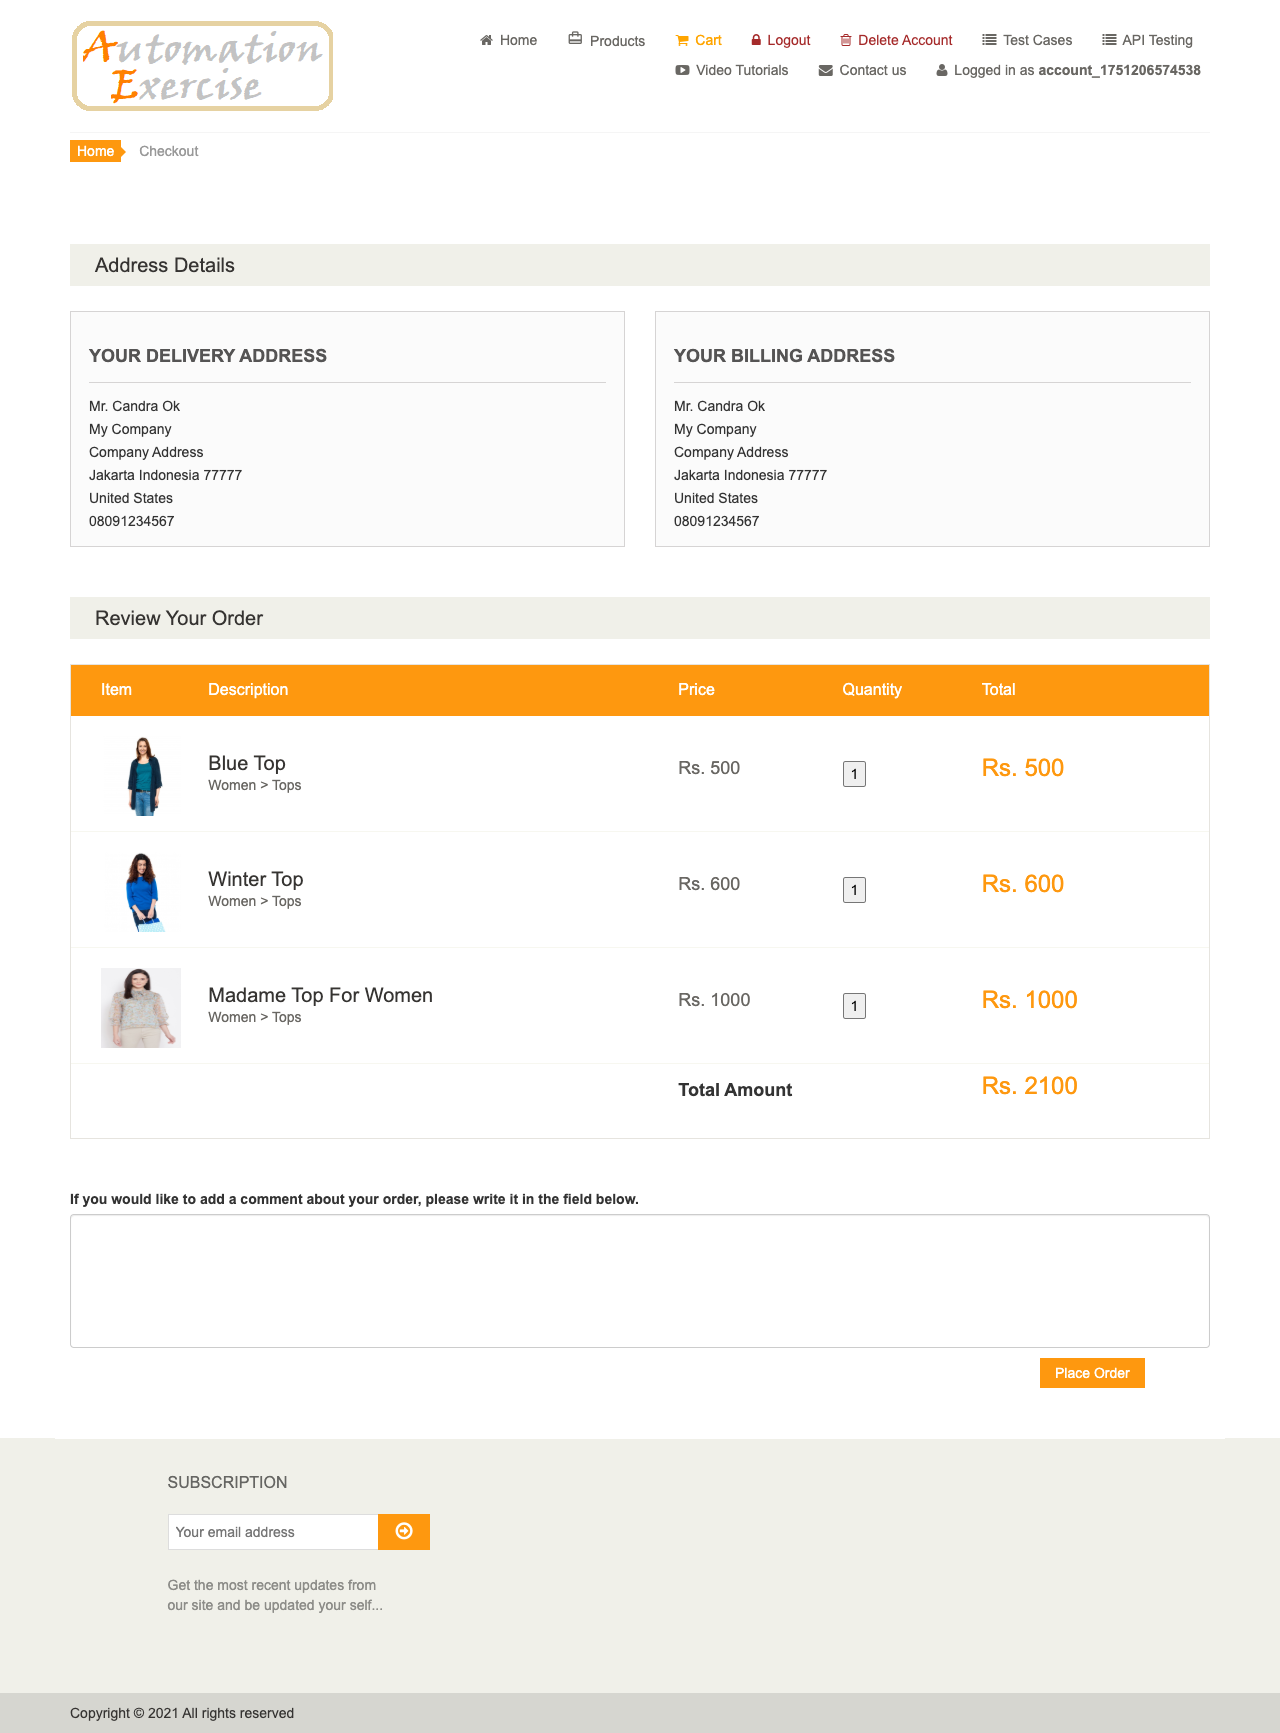 Automation
Exercise
Home
Products
Cart
Logout
Delete Account
Test Cases
API Testing
Video Tutorials
Contact us
Logged in as account_1751206574538
Home
Checkout
Address Details
YOUR DELIVERY ADDRESS
Mr. Candra Ok
My Company
Company Address
Jakarta Indonesia 77777
United States
08091234567
YOUR BILLING ADDRESS
Mr. Candra Ok
My Company
Company Address
Jakarta Indonesia 77777
United States
08091234567
Review Your Order
Item Description Price Quantity Total
Blue Top
Women > Tops
Rs. 500 1 Rs. 500
Winter Top
Women > Tops
Rs. 600 1 Rs. 600
Madame Top For Women
Women > Tops
Rs. 1000 1 Rs. 1000
Total Amount Rs. 2100
If you would like to add a comment about your order, please write it in the field below.
Place Order
SUBSCRIPTION
Your email address
Get the most recent updates from
our site and be updated your self...
Copyright © 2021 All rights reserved